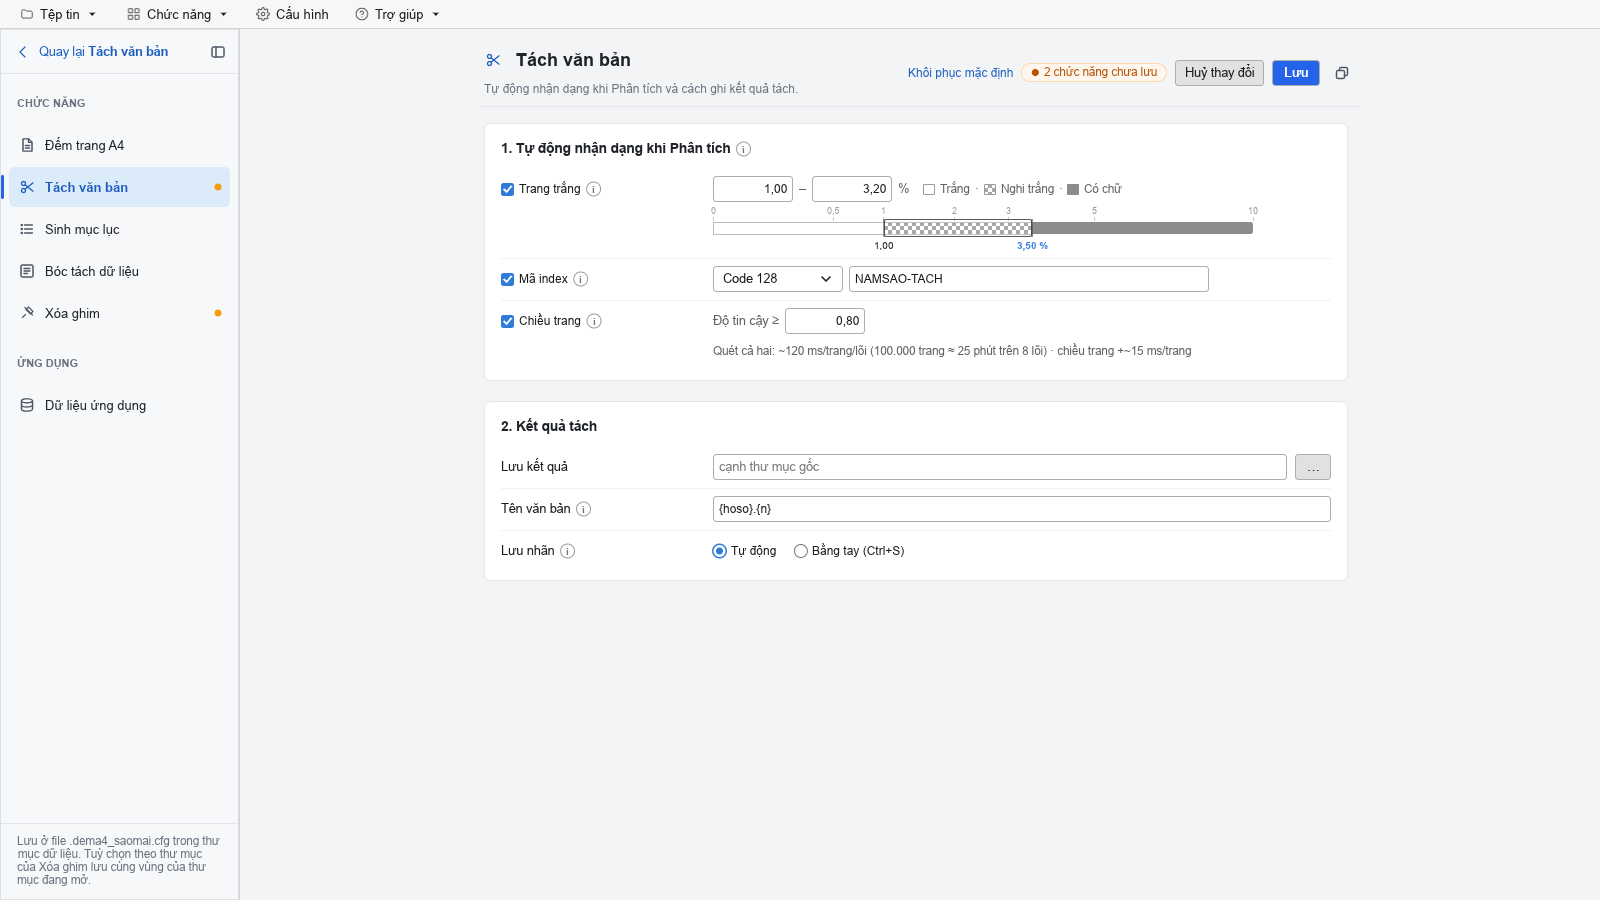 Tệp tin
Chức năng
Cấu hình
Trợ giúp
Quay lại Tách văn bản
CHỨC NĂNG
Đếm trang A4
Tách văn bản
Sinh mục lục
Bóc tách dữ liệu
Xóa ghim
ỨNG DỤNG
Dữ liệu ứng dụng
Lưu ở file .dema4_saomai.cfg trong thư
mục dữ liệu. Tuỳ chọn theo thư mục
của Xóa ghim lưu cùng vùng của thư
mục đang mở.
Tách văn bản
Tự động nhận dạng khi Phân tích và cách ghi kết quả tách.
Khôi phục mặc định
2 chức năng chưa lưu
Huỷ thay đổi
Lưu
1. Tự động nhận dạng khi Phân tích
Trang trắng
1,00 – 3,20 %
Trắng · Nghi trắng · Có chữ
0 0,5 1 2 3 5 10
1,00 3,50 %
Mã index
Code 128
NAMSAO-TACH
Chiều trang
Độ tin cậy ≥ 0,80
Quét cả hai: ~120 ms/trang/lõi (100.000 trang ≈ 25 phút trên 8 lõi) · chiều trang +~15 ms/trang
2. Kết quả tách
Lưu kết quả
cạnh thư mục gốc
...
Tên văn bản
{hoso}.{n}
Lưu nhãn
Tự động
Bằng tay (Ctrl+S)